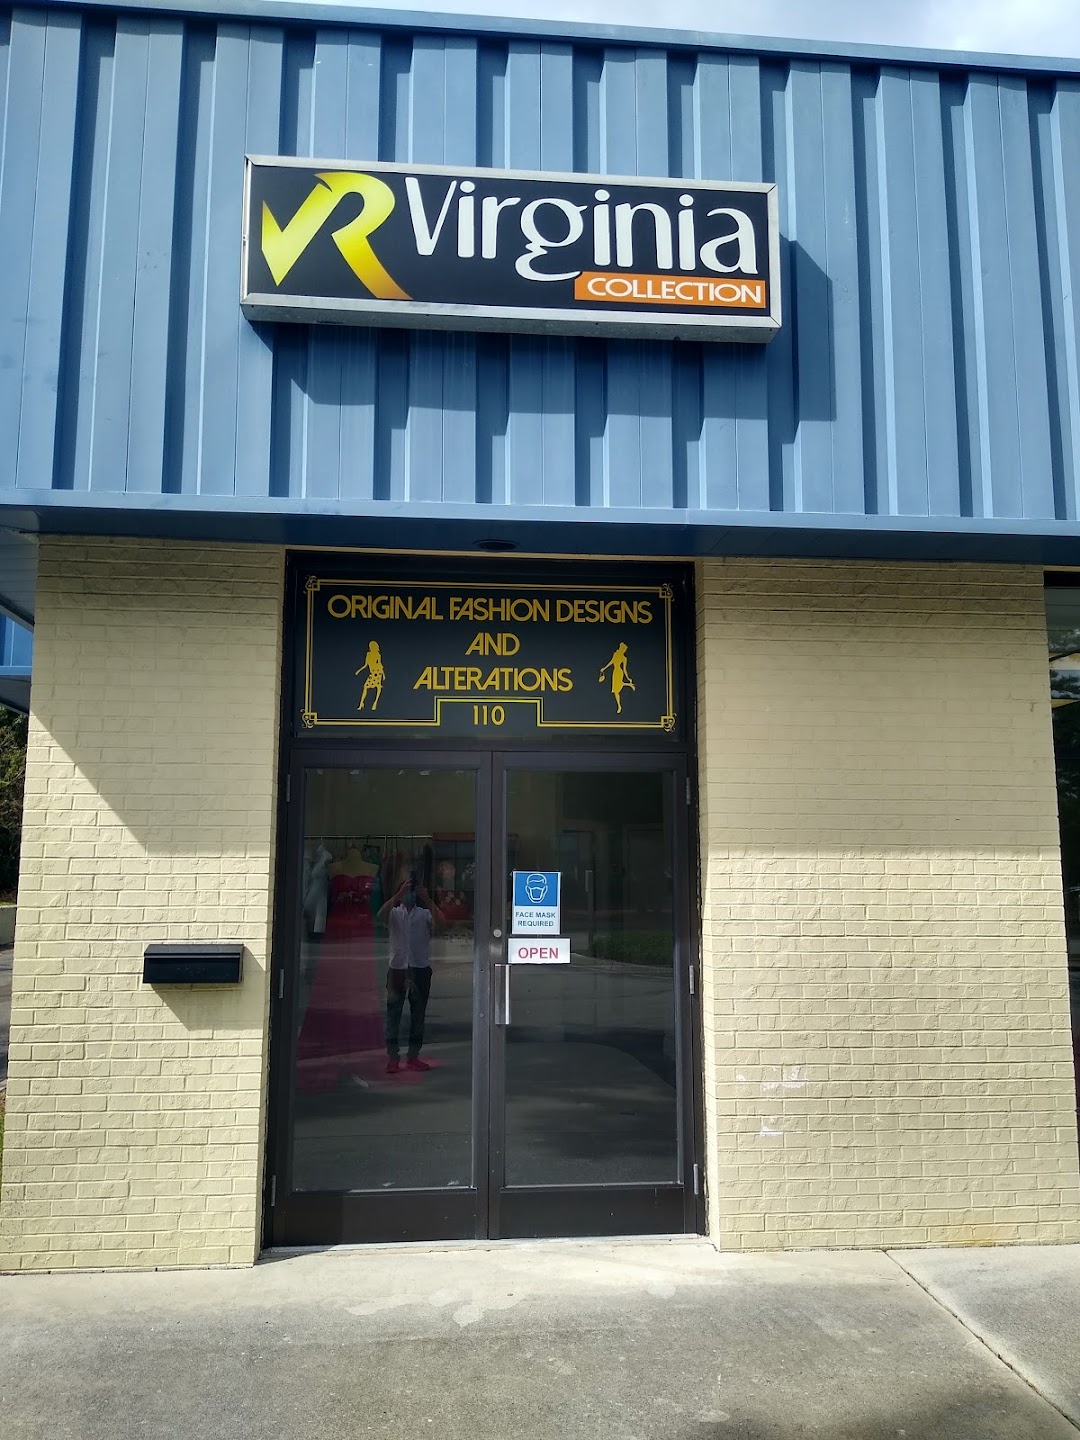 VR Virginia
COLLECTION
ORIGINAL FASHION DESIGNS
AND
ALTERATIONS
110
FACE MASK
REQUIRED
OPEN